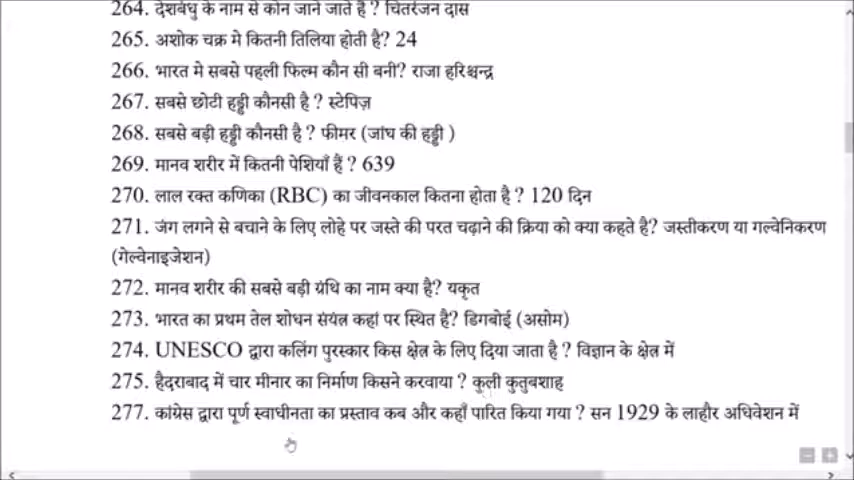 264. देशबंधु के नाम से कौन जाने जाते है ? चितरंजन दास
265. अशोक चक्र मे कितनी तिलिया होती है? 24
266. भारत मे सबसे पहली फिल्म कौन सी बनी? राजा हरिश्चन्द्र
267. सबसे छोटी हड्डी कौनसी है ? स्टेपिज़
268. सबसे बड़ी हड्डी कौनसी है ? फीमर (जांघ की हड्डी )
269. मानव शरीर में कितनी पेशियाँ हैं ? 639
270. लाल रक्त कणिका (RBC) का जीवनकाल कितना होता है ? 120 दिन
271. जंग लगने से बचाने के लिए लोहे पर जस्ते की परत चढ़ाने की क्रिया को क्या कहते है? जस्तीकरण या गल्वेनिकरण
(गेल्वेनाइजेशन)
272. मानव शरीर की सबसे बड़ी ग्रंथि का नाम क्या है? यकृत
273. भारत का प्रथम तेल शोधन संयंत्र कहां पर स्थित है? डिगबोई (असोम)
274. UNESCO द्वारा कलिंग पुरस्कार किस क्षेत्र के लिए दिया जाता है ? विज्ञान के क्षेत्र में
275. हैदराबाद में चार मीनार का निर्माण किसने करवाया ? कुली कुतुबशाह
277. कांग्रेस द्वारा पूर्ण स्वाधीनता का प्रस्ताव कब और कहाँ पारित किया गया ? सन 1929 के लाहौर अधिवेशन में